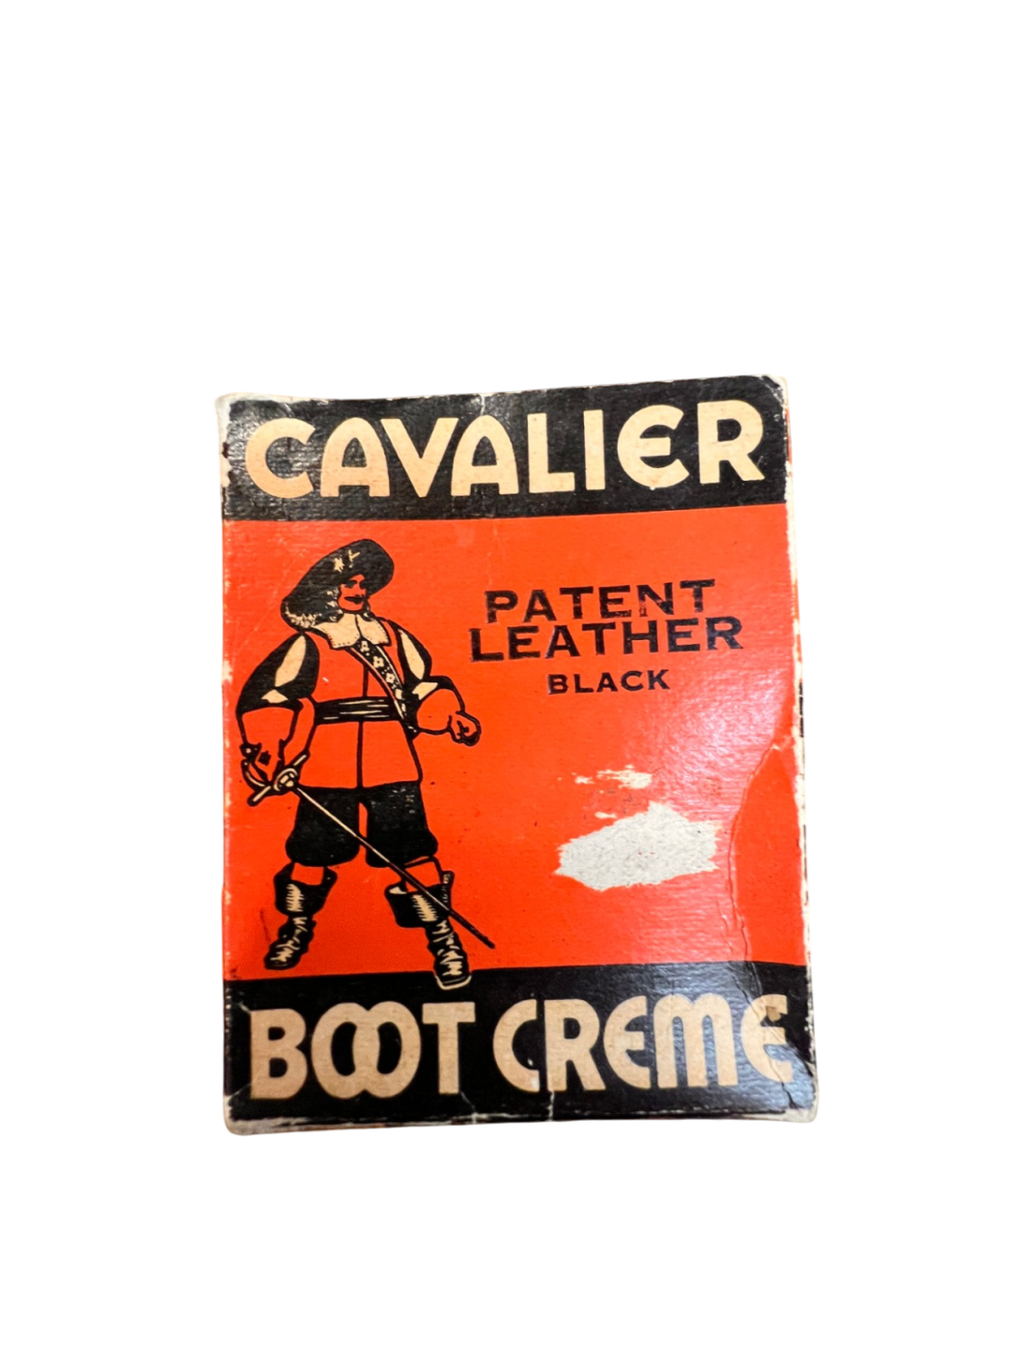 CAVALIER
PATENT
LEATHER
BLACK
BOOT CREME